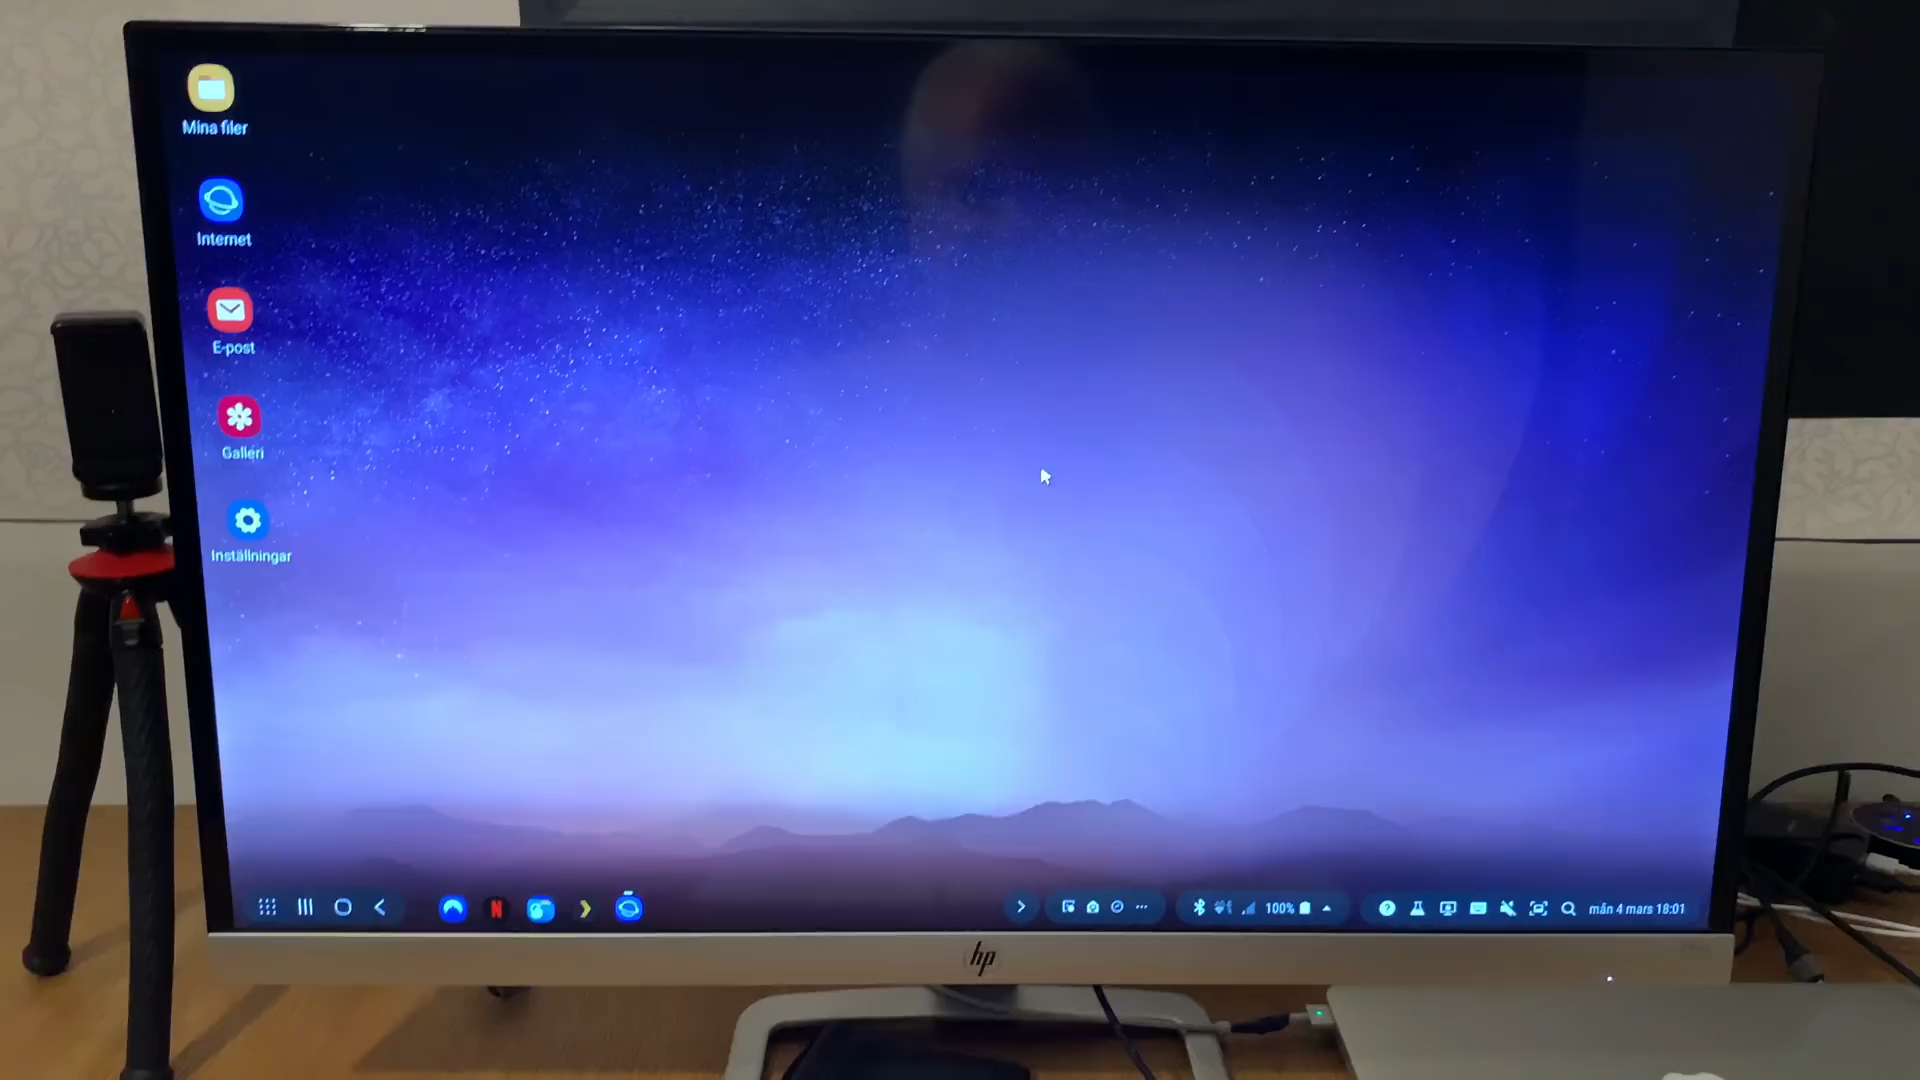 Mina filer
Internet
E-post
Galleri
Inställningar
N
100%
mån 4 mars 18:01
hp